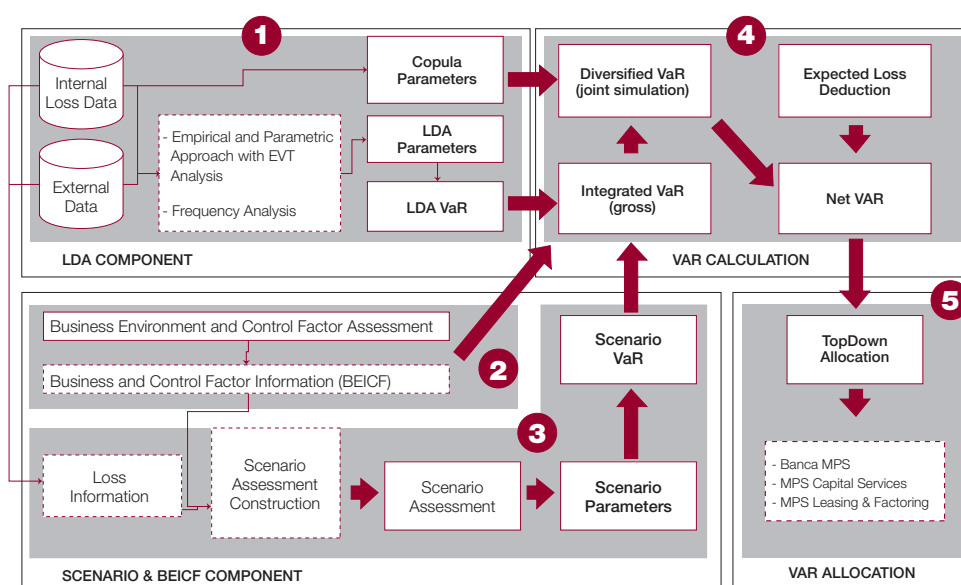 1
Internal
Loss Data
External
Data
- Empirical and Parametric
Approach with EVT
Analysis
- Frequency Analysis
Copula
Parameters
LDA
Parameters
LDA VaR
LDA COMPONENT
4
Diversified VaR
(joint simulation)
Expected Loss
Deduction
Integrated VaR
(gross)
Net VAR
VAR CALCULATION
Business Environment and Control Factor Assessment
Business and Control Factor Information (BEICF)
2
3
Loss
Information
Scenario
Assessment
Construction
Scenario
Assessment
Scenario
Parameters
Scenario
VaR
SCENARIO & BEICF COMPONENT
5
TopDown
Allocation
- Banca MPS
- MPS Capital Services
- MPS Leasing & Factoring
VAR ALLOCATION